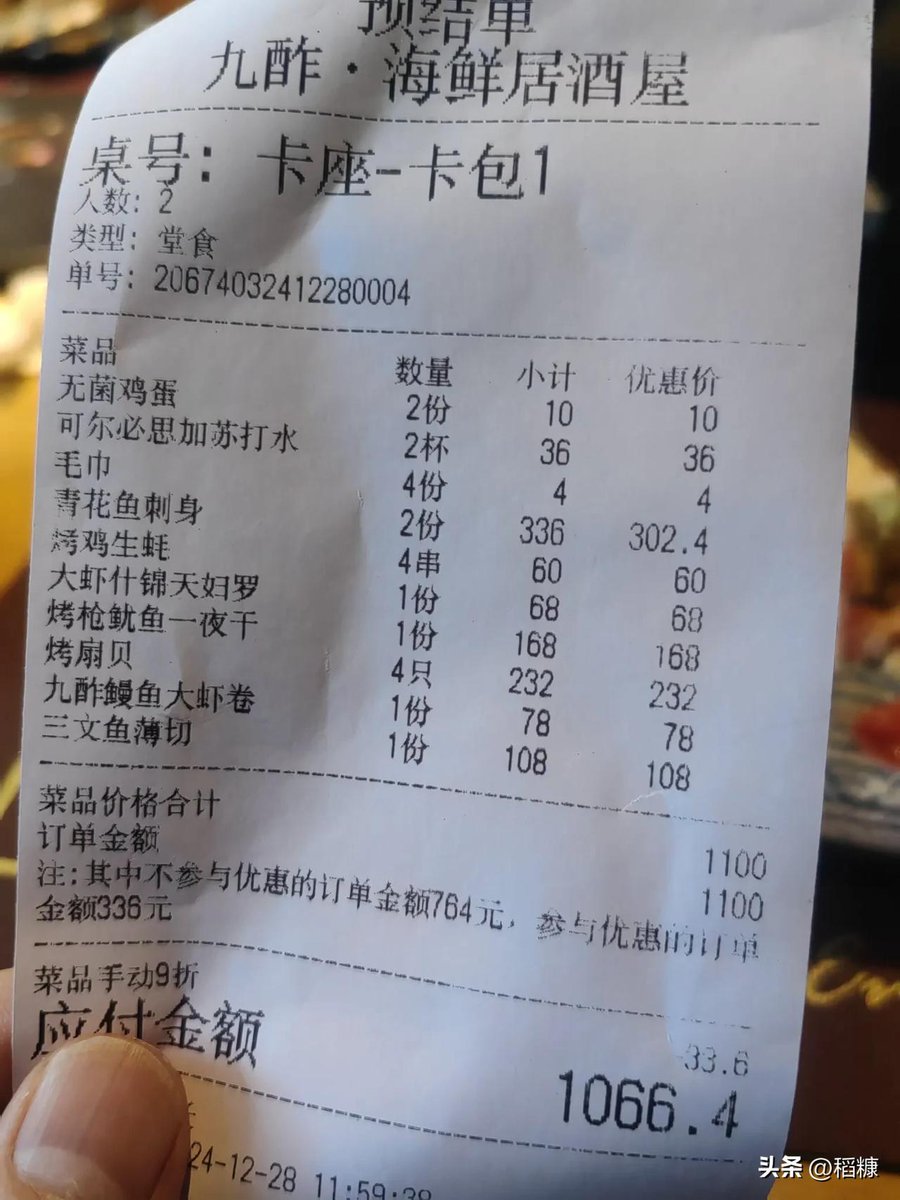 预结单
九酢·海鲜居酒屋
桌号: 卡座-卡包1
人数: 2
类型: 堂食
单号: 20674032412280004
菜品 数量 小计 优惠价
无菌鸡蛋 2份 10 10
可尔必思加苏打水 2杯 36 36
毛巾 4份 4 4
青花鱼刺身 2份 336 302.4
烤鸡生蚝 4串 60 60
大虾什锦天妇罗 1份 68 68
烤枪鱿鱼一夜干 1份 168 168
烤扇贝 4只 232 232
九酢鳗鱼大虾卷 1份 78 78
三文鱼薄切 1份 108 108
菜品价格合计 1100
订单金额 1100
注:其中不参与优惠的订单金额764元, 参与优惠的订单
金额336元
菜品手动9折 -33.6
应付金额 1066.4
24-12-28 11:59:38
头条 @稻糠